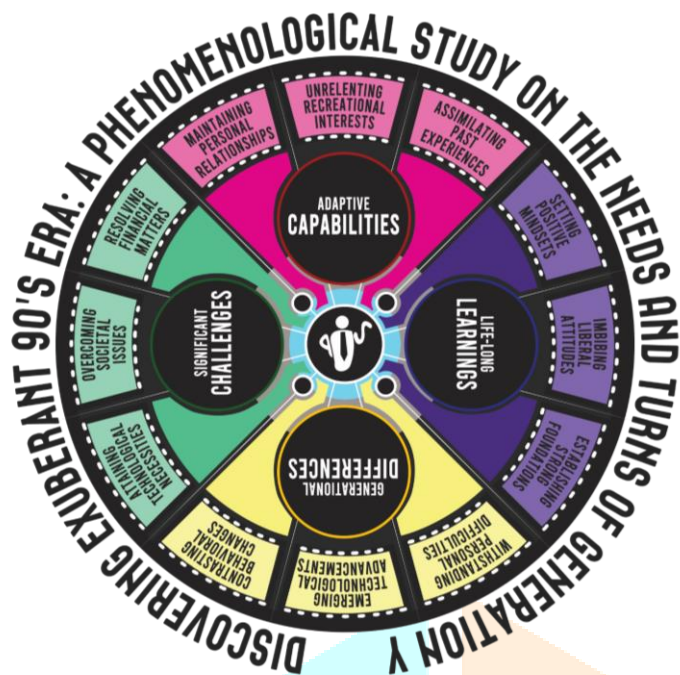 DISCOVERING EXUBERANT 90'S ERA: A PHENOMENOLOGICAL STUDY ON THE NEEDS AND TURNS OF GENERATION Y
MAINTAINING
PERSONAL
RELATIONSHIPS
UNRELENTING
RECREATIONAL
INTERESTS
ASSIMILATING
PAST
EXPERIENCES
ADAPTIVE
CAPABILITIES
SETTING
POSITIVE
MINDSETS
IMBIBING
LIBERAL
ATTITUDES
ESTABLISHING
STRONG
FOUNDATIONS
LIFE-LONG
LEARNINGS
WITHSTANDING
PERSONAL
DIFFICULTIES
EMERGING
TECHNOLOGICAL
ADVANCEMENTS
CONTRASTING
BEHAVIORAL
CHANGES
GENERATIONAL
DIFFERENCES
ATTAINING
TECHNOLOGICAL
NECESSITIES
OVERCOMING
SOCIETAL
ISSUES
RESOLVING
FINANCIAL
MATTERS
SIGNIFICANT
CHALLENGES